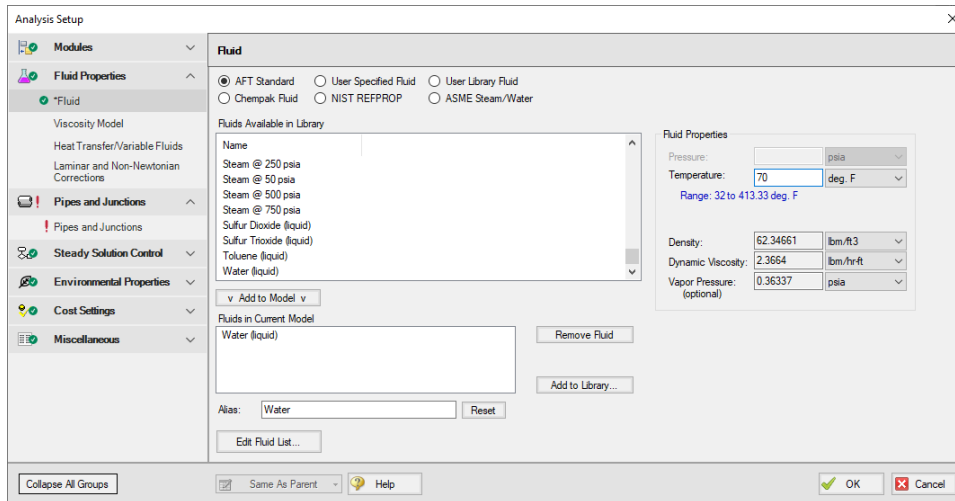 Analysis Setup
Modules
Fluid Properties
*Fluid
Viscosity Model
Heat Transfer/Variable Fluids
Laminar and Non-Newtonian
Corrections
Pipes and Junctions
Pipes and Junctions
Steady Solution Control
Environmental Properties
Cost Settings
Miscellaneous
Collapse All Groups
Fluid
AFT Standard
User Specified Fluid
User Library Fluid
Chempak Fluid
NIST REFPROP
ASME Steam/Water
Fluids Available in Library
Name
Steam @ 250 psia
Steam @ 50 psia
Steam @ 500 psia
Steam @ 750 psia
Sulfur Dioxide (liquid)
Sulfur Trioxide (liquid)
Toluene (liquid)
Water (liquid)
v Add to Model v
Fluids in Current Model
Water (liquid)
Remove Fluid
Add to Library...
Alias: Water Reset
Edit Fluid List...
Fluid Properties
Pressure: psia
Temperature: 70 deg. F
Range: 32 to 413.33 deg. F
Density: 62.34661 lbm/ft3
Dynamic Viscosity: 2.3664 lbm/hr-ft
Vapor Pressure: 0.36337 psia
(optional)
Same As Parent
Help
OK
Cancel